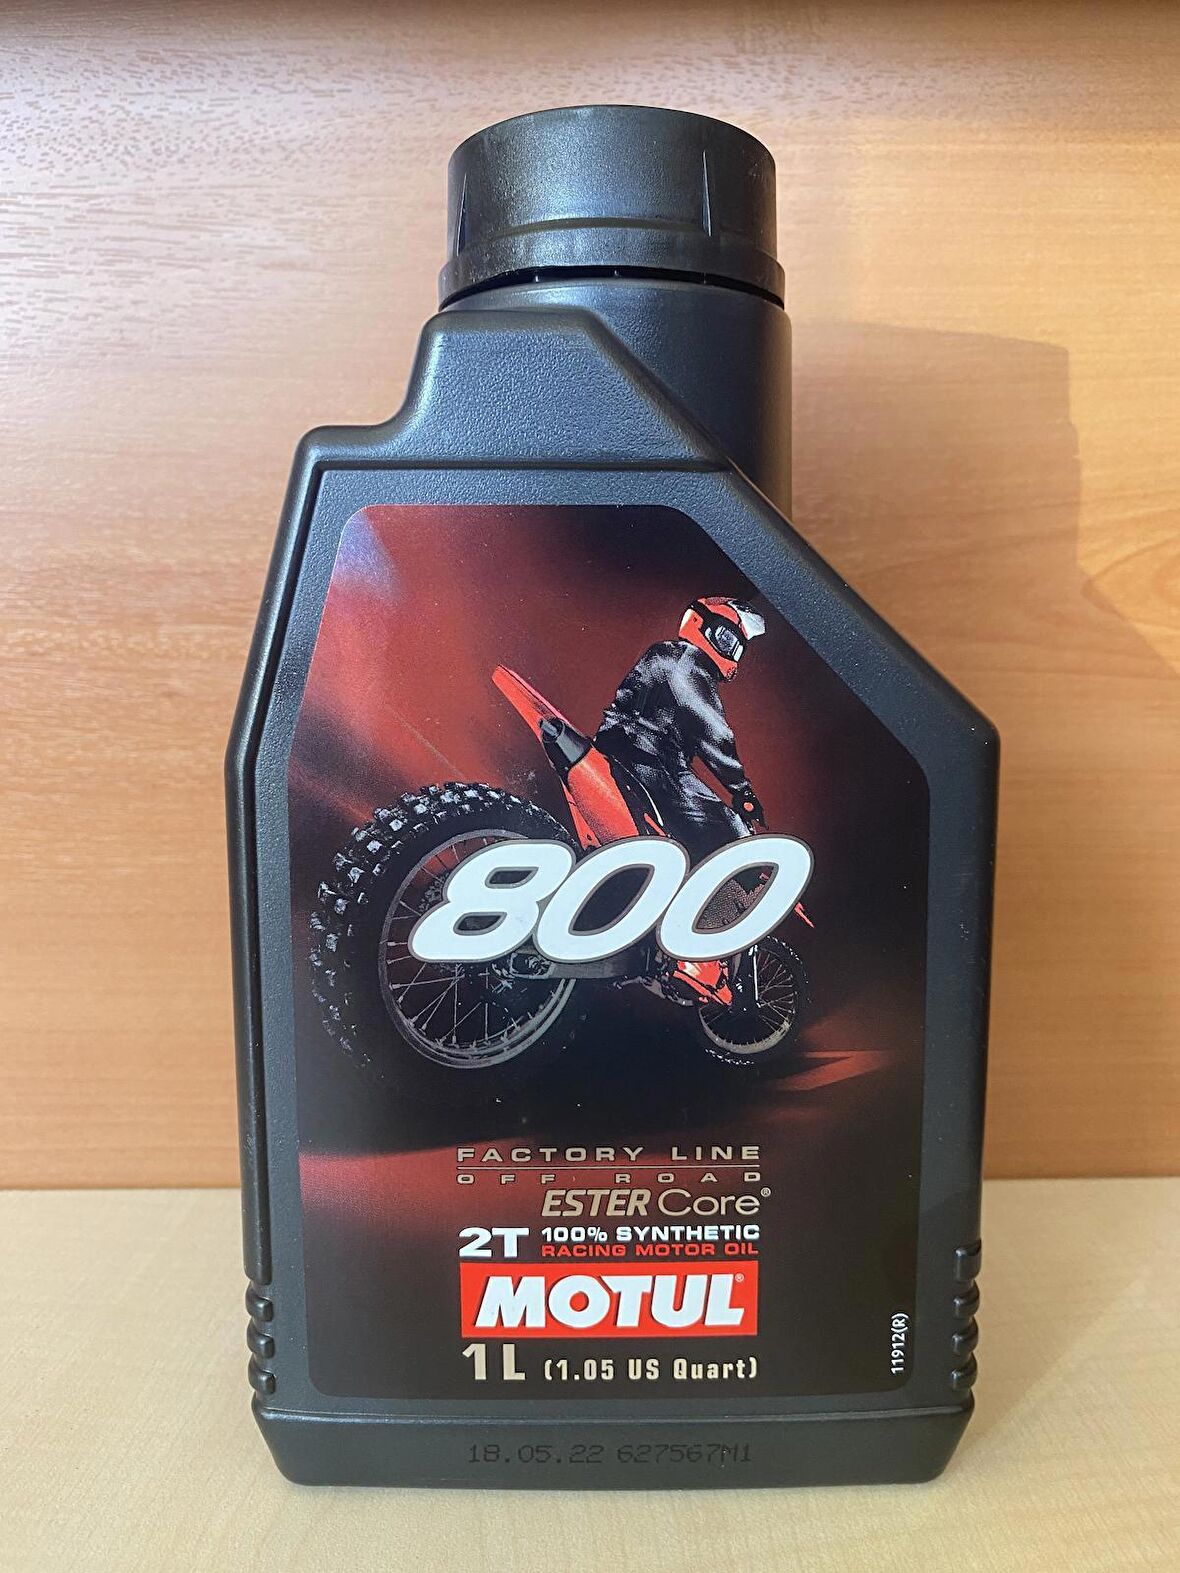 800
FACTORY LINE
OFF ROAD
ESTER Core®
2T 100% SYNTHETIC
RACING MOTOR OIL
MOTUL®
1L (1.05 US Quart)
11912(R)
18.05.22 627567M1